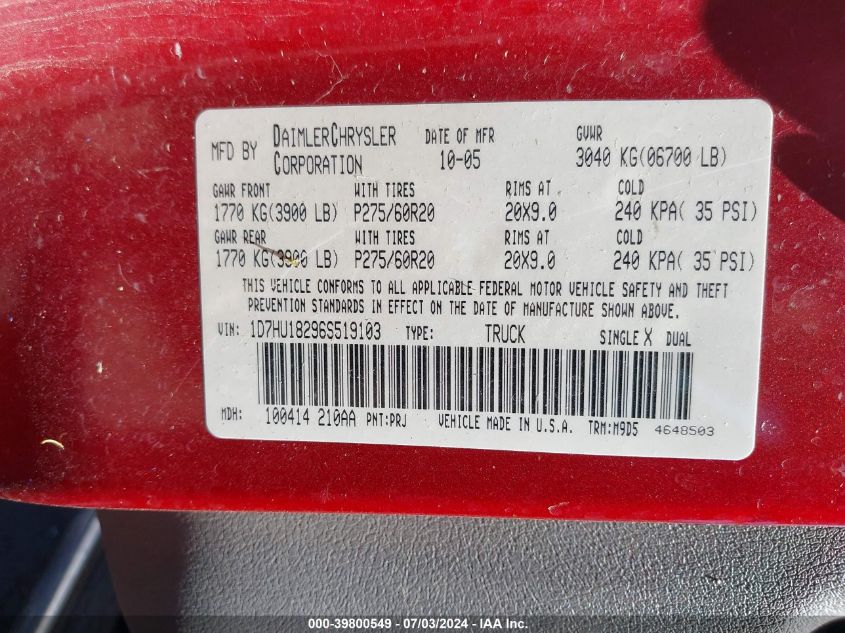 MFD BY DAIMLERCHRYSLER CORPORATION DATE OF MFR 10-05 GVWR 3040 KG(06700 LB)
GAWR FRONT WITH TIRES RIMS AT COLD
1770 KG(3900 LB) P275/60R20 20X9.0 240 KPA( 35 PSI)
GAWR REAR WITH TIRES RIMS AT COLD
1770 KG(3900 LB) P275/60R20 20X9.0 240 KPA( 35 PSI)
THIS VEHICLE CONFORMS TO ALL APPLICABLE FEDERAL MOTOR VEHICLE SAFETY AND THEFT
PREVENTION STANDARDS IN EFFECT ON THE DATE OF MANUFACTURE SHOWN ABOVE.
VIN: 1D7HU18296S519103 TYPE: TRUCK SINGLE X DUAL
MDH: 100414 210AA PNT:PRJ VEHICLE MADE IN U.S.A. TRM:M9D5 4648503
000-39800549 - 07/03/2024 - IAA Inc.